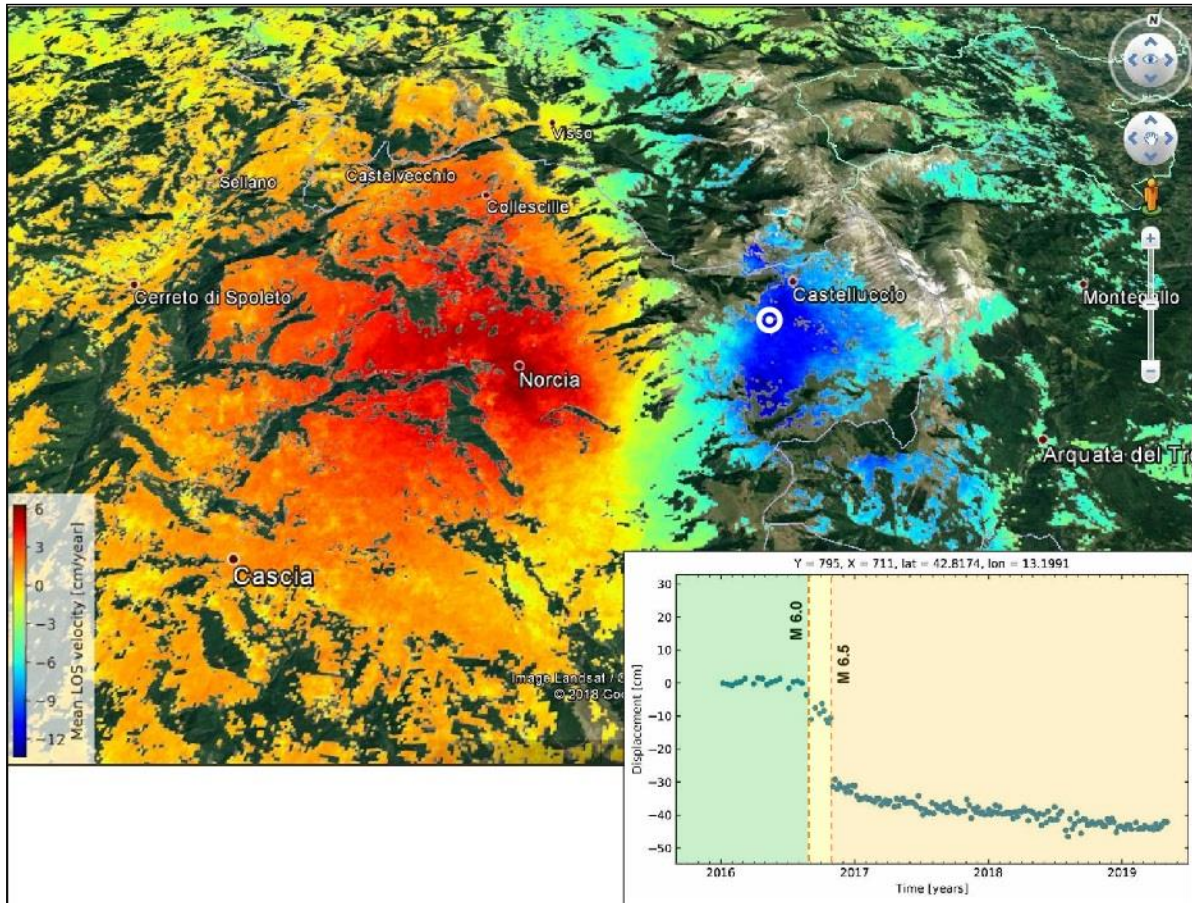 N
Visso
Castelvecchio
Sellano
Collescille
Cerreto di Spoleto
Castelluccio
Montegallo
Norcia
Arquata del Tro
Cascia
Image Landsat / S
© 2018 Goo
Mean LOS velocity [cm/year]
6
3
0
−3
−6
−9
−12
Y = 795, X = 711, lat = 42.8174, lon = 13.1991
M 6.0
M 6.5
Displacement [cm]
30
20
10
0
−10
−20
−30
−40
−50
2016
2017
2018
2019
Time [years]